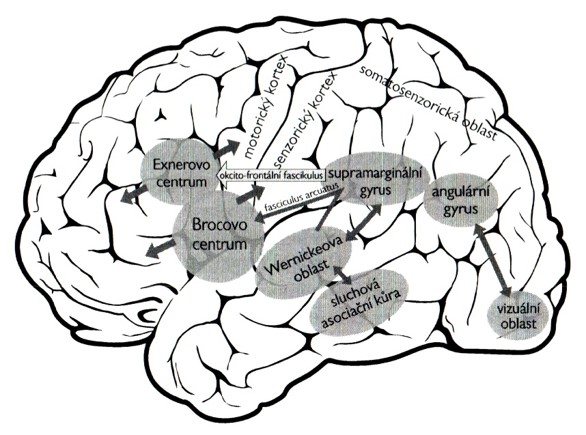 motorický kortex
senzorický kortex
somatosenzorická oblast
Exnerovo
centrum
okcito-frontální fascikulus
supramarginální
gyrus
angulární
gyrus
fasciculus arcuatus
Brocovo
centrum
Wernickeova
oblast
sluchová
asociační kůra
vizuální
oblast